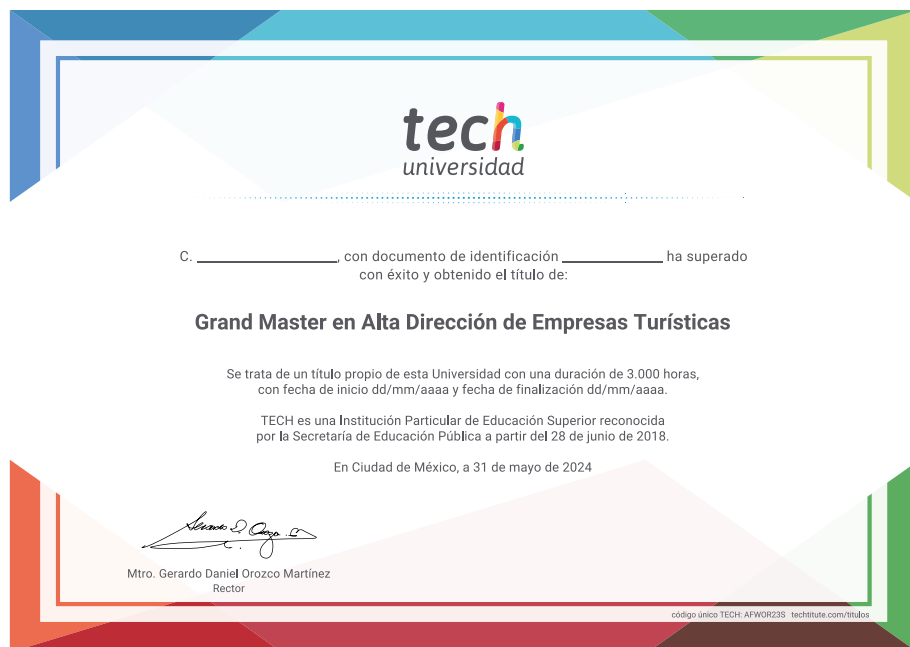 tech
universidad
C. ____________________, con documento de identificación ______________ ha superado
con éxito y obtenido el título de:
Grand Master en Alta Dirección de Empresas Turísticas
Se trata de un título propio de esta Universidad con una duración de 3.000 horas,
con fecha de inicio dd/mm/aaaa y fecha de finalización dd/mm/aaaa.
TECH es una Institución Particular de Educación Superior reconocida
por la Secretaría de Educación Pública a partir del 28 de junio de 2018.
En Ciudad de México, a 31 de mayo de 2024
Mtro. Gerardo Daniel Orozco Martínez
Rector
código único TECH: AFWOR23S techtitute.com/titulos